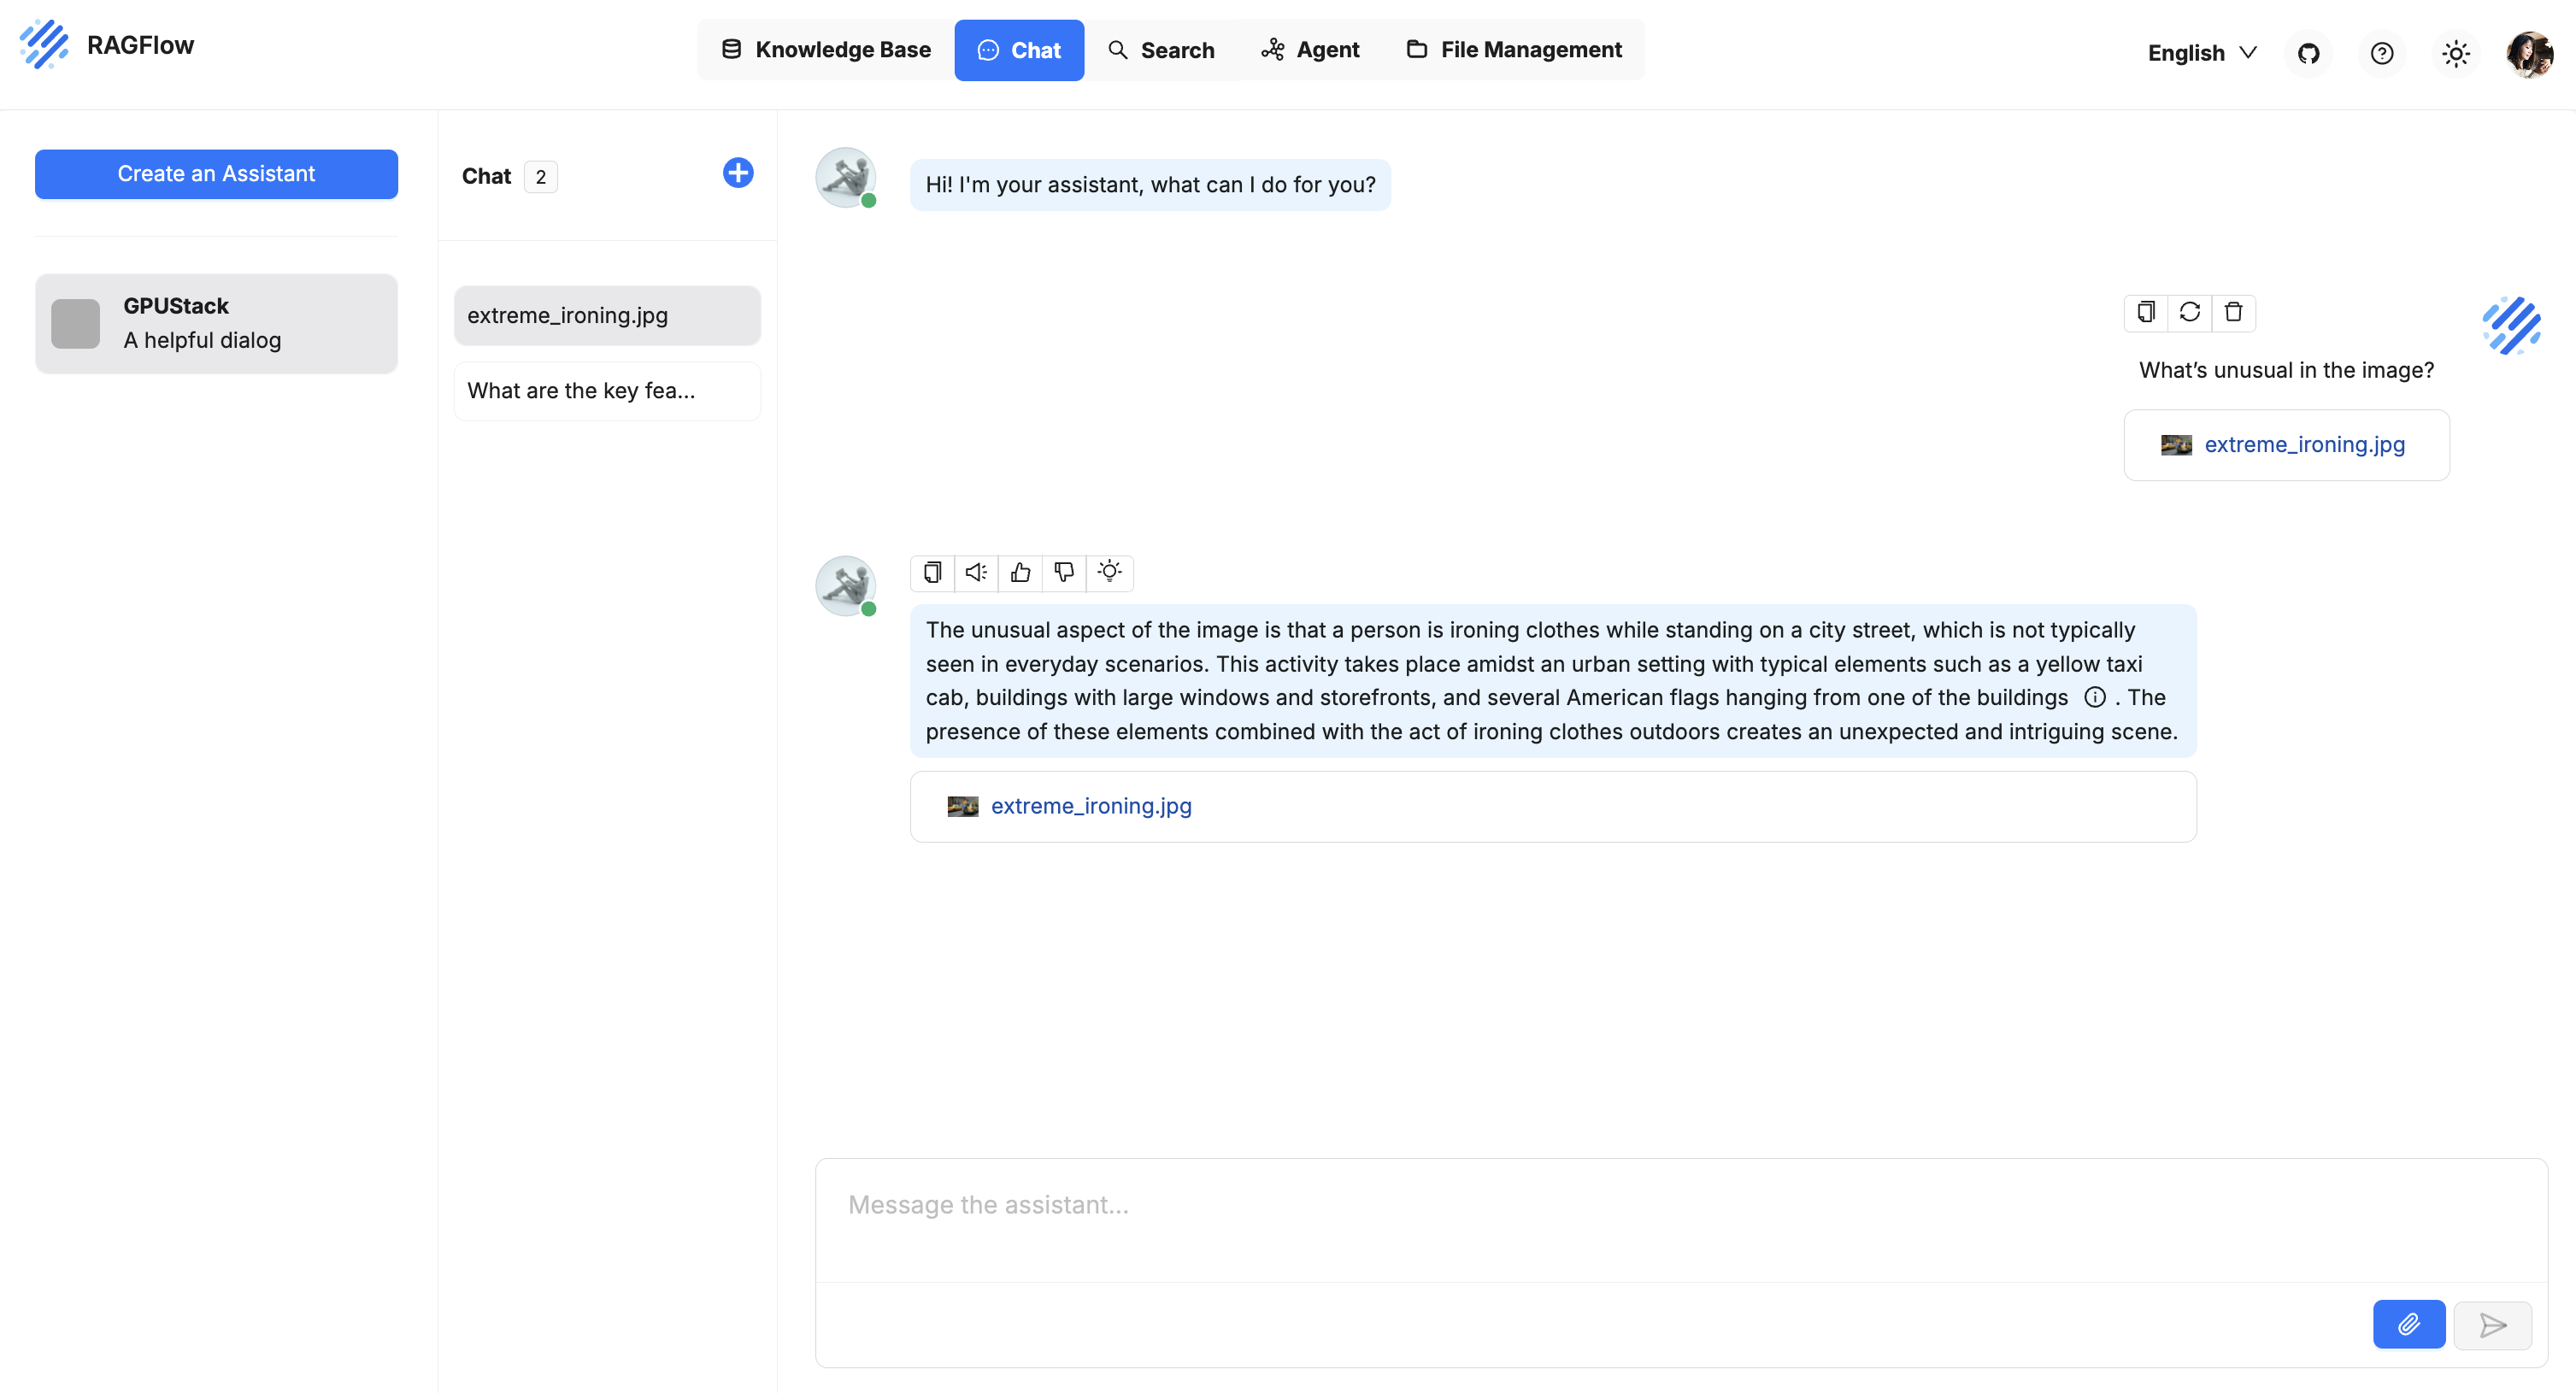 RAGFlow
Knowledge Base
Chat
Search
Agent
File Management
English
Create an Assistant
GPUStack
A helpful dialog
Chat 2
extreme_ironing.jpg
What are the key fea...
Hi! I'm your assistant, what can I do for you?
What’s unusual in the image?
extreme_ironing.jpg
The unusual aspect of the image is that a person is ironing clothes while standing on a city street, which is not typically
seen in everyday scenarios. This activity takes place amidst an urban setting with typical elements such as a yellow taxi
cab, buildings with large windows and storefronts, and several American flags hanging from one of the buildings . The
presence of these elements combined with the act of ironing clothes outdoors creates an unexpected and intriguing scene.
extreme_ironing.jpg
Message the assistant...